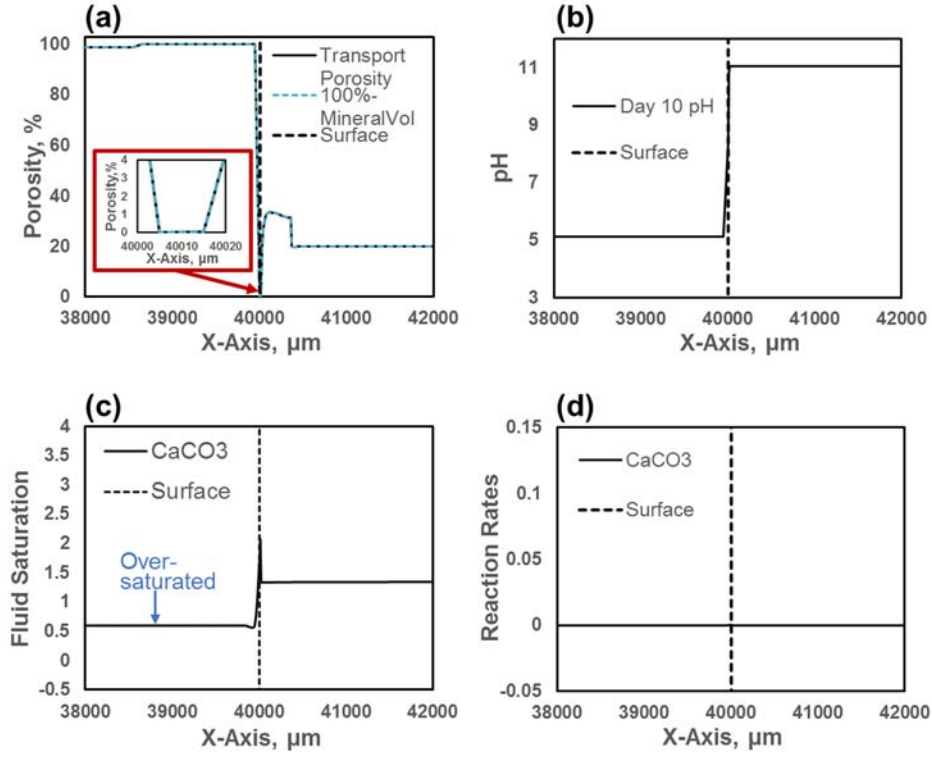 (a)
100
80
60
40
20
0
Porosity, %
Transport
Porosity
100%-
MineralVol
Surface
4
3
2
1
0
Porosity,%
40000 40010 40020
X-Axis, µm
38000 39000 40000 41000 42000
X-Axis, µm
(b)
11
9
7
5
3
pH
Day 10 pH
Surface
38000 39000 40000 41000 42000
X-Axis, µm
(c)
4
3.5
3
2.5
2
1.5
1
0.5
0
-0.5
Fluid Saturation
CaCO3
Surface
Over-
saturated
38000 39000 40000 41000 42000
X-Axis, µm
(d)
0.15
0.1
0.05
0
-0.05
Reaction Rates
CaCO3
Surface
38000 39000 40000 41000 42000
X-Axis, µm